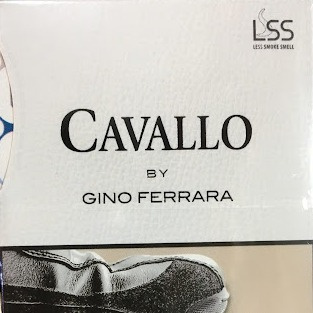 LSS
LESS SMOKE SMELL
CAVALLO
BY
GINO FERRARA